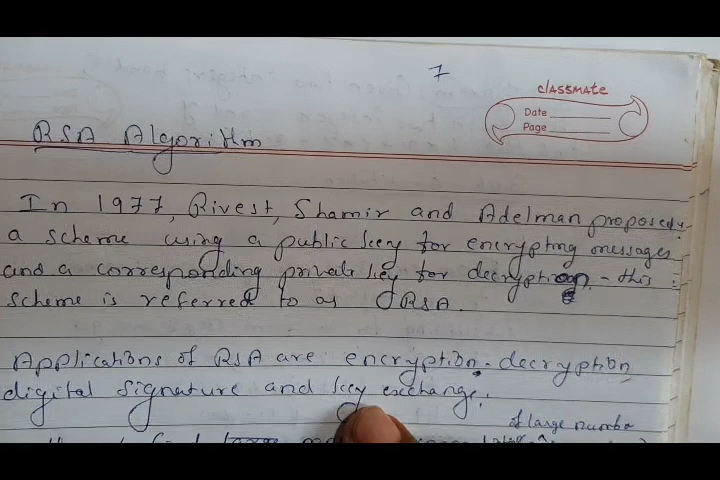 7
classmate
Date
Page
RSA Algorithm
In 1977, Rivest, Shamir and Adelman proposed
a scheme using a public key for encrypting messages
and a corresponding private key for decryption - this
scheme is referred to as RSA.
Applications of RSA are encryption, decryption
digital signature and key exchange.
of large number